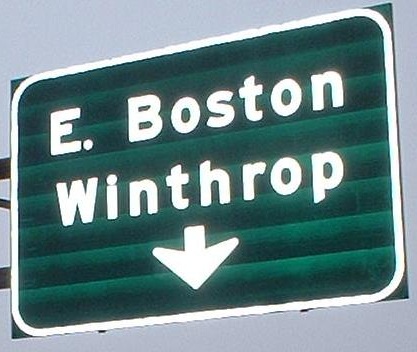 E. Boston
Winthrop